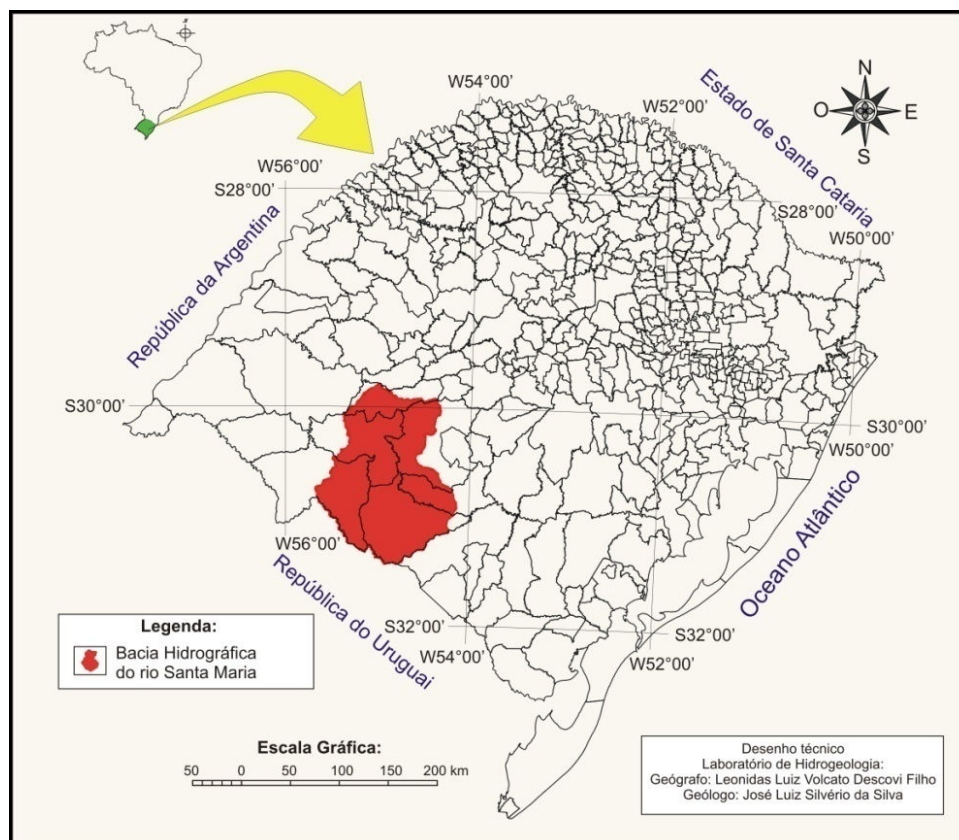 N
O E
S
W54°00'
W52°00'
Estado de Santa Cataria
W56°00'
S28°00'
S28°00'
W50°00'
República da Argentina
S30°00'
S30°00'
W50°00'
Oceano Atlântico
W56°00'
República do Uruguai
S32°00'
W54°00'
S32°00'
W52°00'
Legenda:
Bacia Hidrográfica
do rio Santa Maria
Escala Gráfica:
50 0 50 100 150 200 km
Desenho técnico
Laboratório de Hidrogeologia:
Geógrafo: Leonidas Luiz Volcato Descovi Filho
Geólogo: José Luiz Silvério da Silva